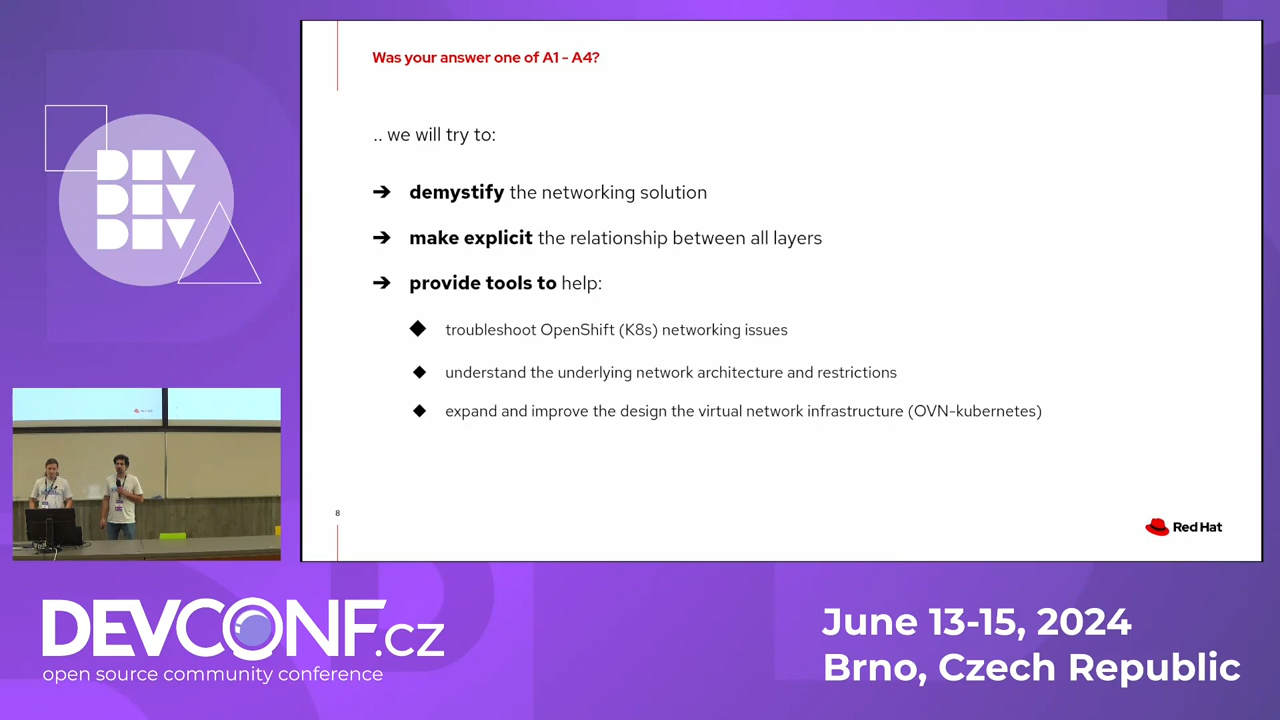 Was your answer one of A1 - A4?
.. we will try to:
➔ demystify the networking solution
➔ make explicit the relationship between all layers
➔ provide tools to help:
◆ troubleshoot OpenShift (K8s) networking issues
◆ understand the underlying network architecture and restrictions
◆ expand and improve the design the virtual network infrastructure (OVN-kubernetes)
8
Red Hat
DEV
DEV
DEV
DEVCONF.cz
open source community conference
June 13-15, 2024
Brno, Czech Republic